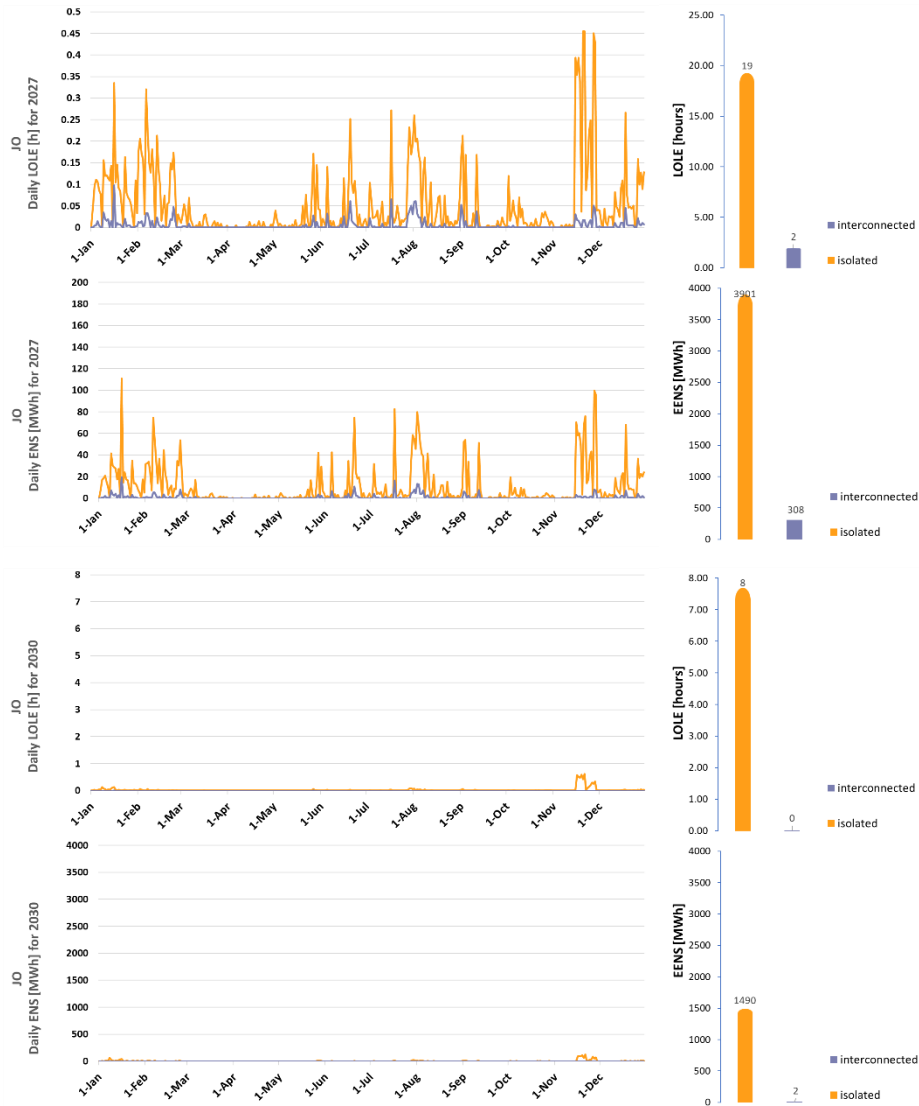 JO
Daily LOLE [h] for 2027
0.5
0.45
0.4
0.35
0.3
0.25
0.2
0.15
0.1
0.05
0
1-Jan
1-Feb
1-Mar
1-Apr
1-May
1-Jun
1-Jul
1-Aug
1-Sep
1-Oct
1-Nov
1-Dec
LOLE [hours]
25.00
20.00
15.00
10.00
5.00
0.00
19
2
interconnected
isolated
JO
Daily ENS [MWh] for 2027
200
180
160
140
120
100
80
60
40
20
0
1-Jan
1-Feb
1-Mar
1-Apr
1-May
1-Jun
1-Jul
1-Aug
1-Sep
1-Oct
1-Nov
1-Dec
EENS [MWh]
4000
3500
3000
2500
2000
1500
1000
500
0
3901
308
interconnected
isolated
JO
Daily LOLE [h] for 2030
8
7
6
5
4
3
2
1
0
1-Jan
1-Feb
1-Mar
1-Apr
1-May
1-Jun
1-Jul
1-Aug
1-Sep
1-Oct
1-Nov
1-Dec
LOLE [hours]
8.00
7.00
6.00
5.00
4.00
3.00
2.00
1.00
0.00
8
0
interconnected
isolated
JO
Daily ENS [MWh] for 2030
4000
3500
3000
2500
2000
1500
1000
500
0
1-Jan
1-Feb
1-Mar
1-Apr
1-May
1-Jun
1-Jul
1-Aug
1-Sep
1-Oct
1-Nov
1-Dec
EENS [MWh]
4000
3500
3000
2500
2000
1500
1000
500
0
1490
2
interconnected
isolated